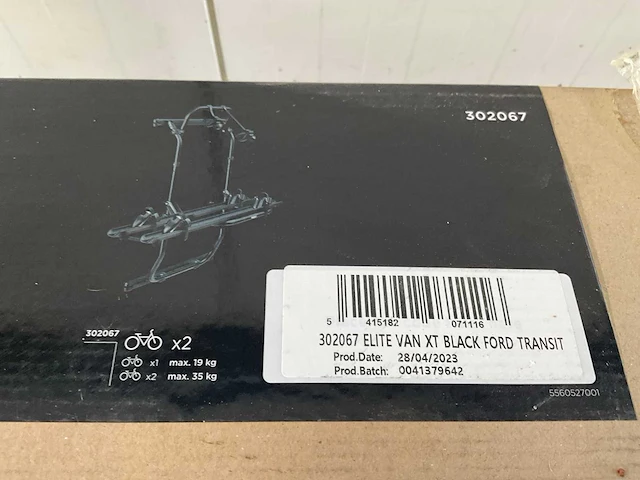 302067
5 415182 071116
302067 ELITE VAN XT BLACK FORD TRANSIT
Prod.Date: 28/04/2023
Prod.Batch: 0041379642
302067
x2
x1 max. 19 kg
x2 max. 35 kg
5560527001